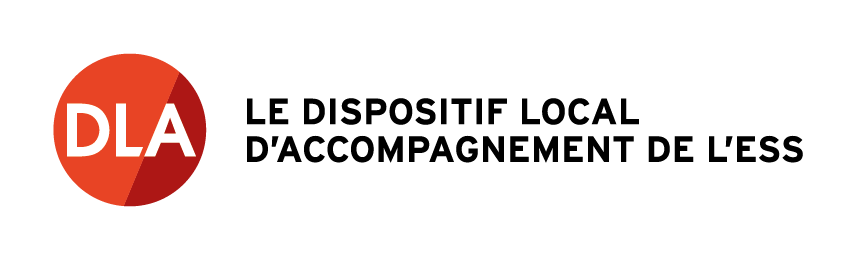 DLA
LE DISPOSITIF LOCAL
D'ACCOMPAGNEMENT DE L'ESS